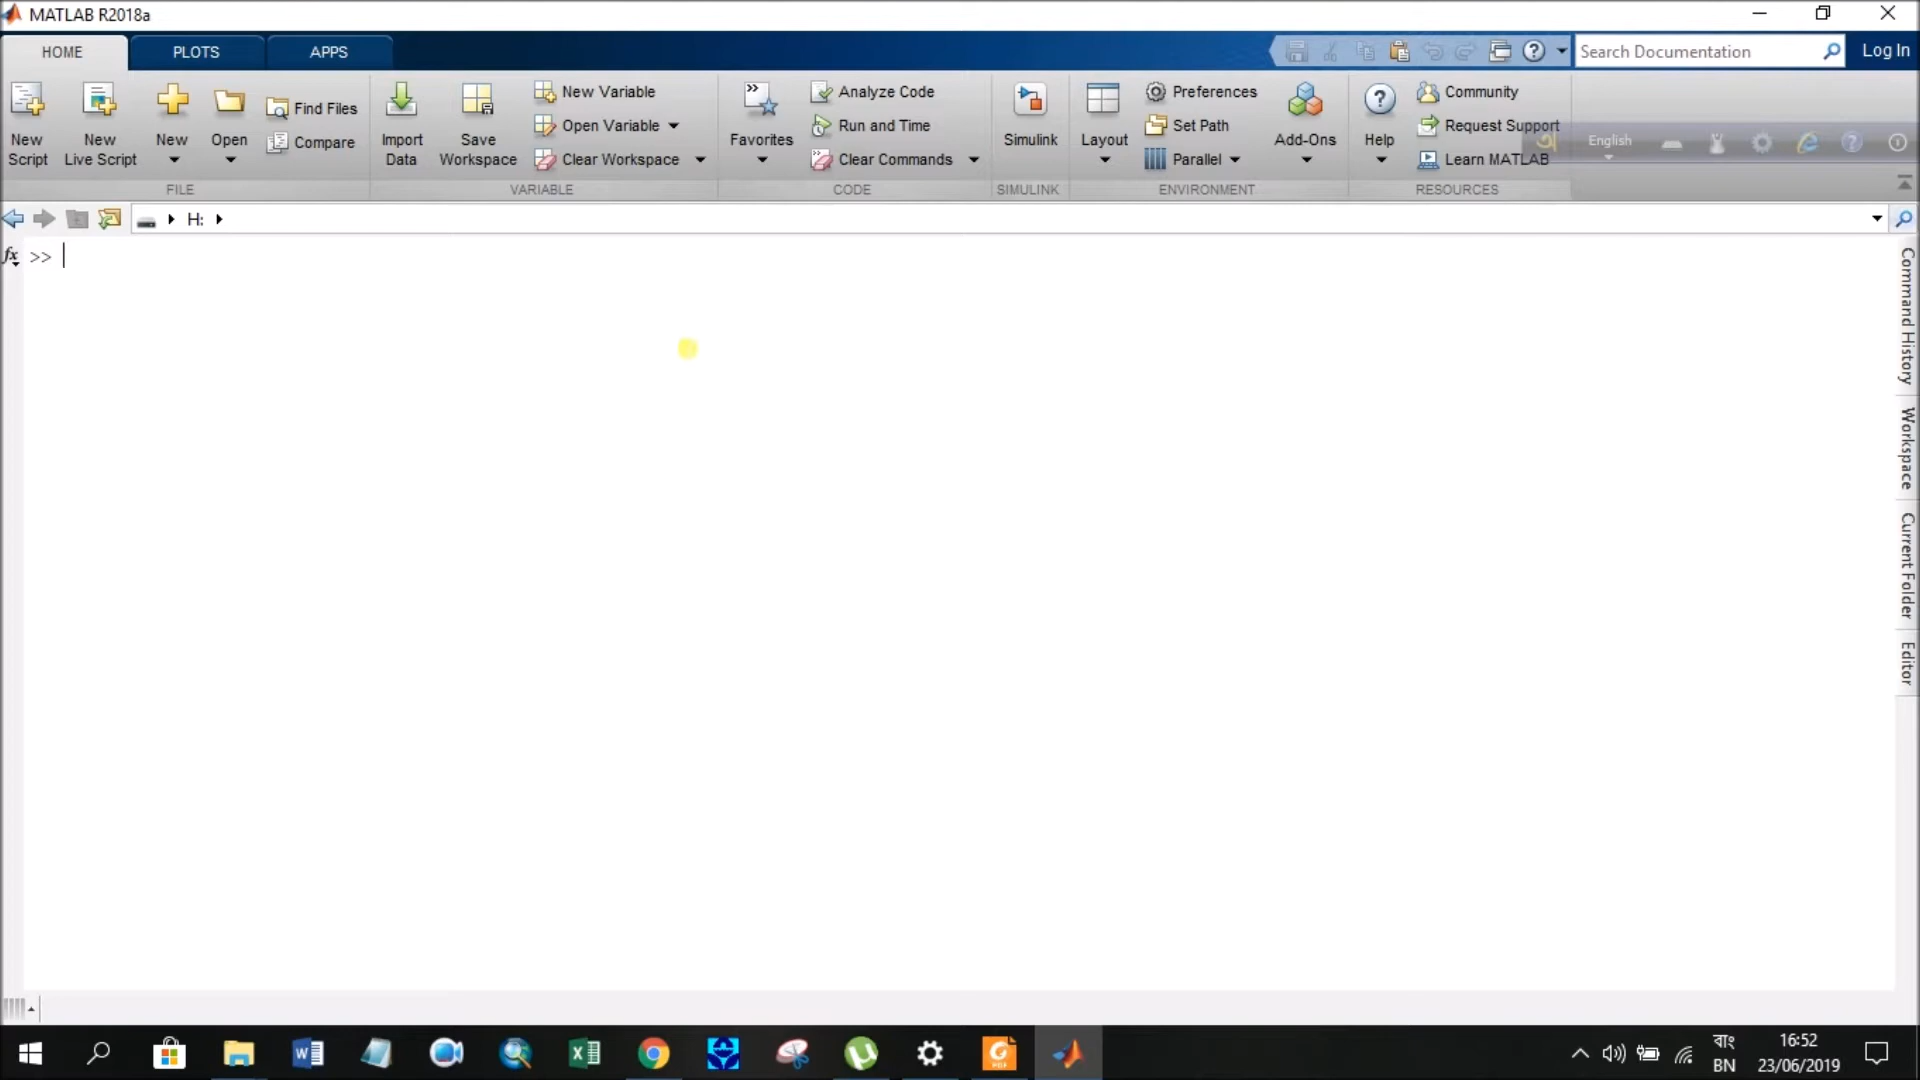 MATLAB R2018a
HOME PLOTS APPS
Search Documentation
Log In
New Script
New Live Script
New
Open
Find Files
Compare
Import Data
Save Workspace
New Variable
Open Variable
Clear Workspace
Favorites
Analyze Code
Run and Time
Clear Commands
Simulink
Layout
Preferences
Set Path
Parallel
Add-Ons
Help
Community
Request Support
Learn MATLAB
English
FILE VARIABLE CODE SIMULINK ENVIRONMENT RESOURCES
H:
fx >>
Command History
Workspace
Current Folder
Editor
বাং
BN
16:52
23/06/2019